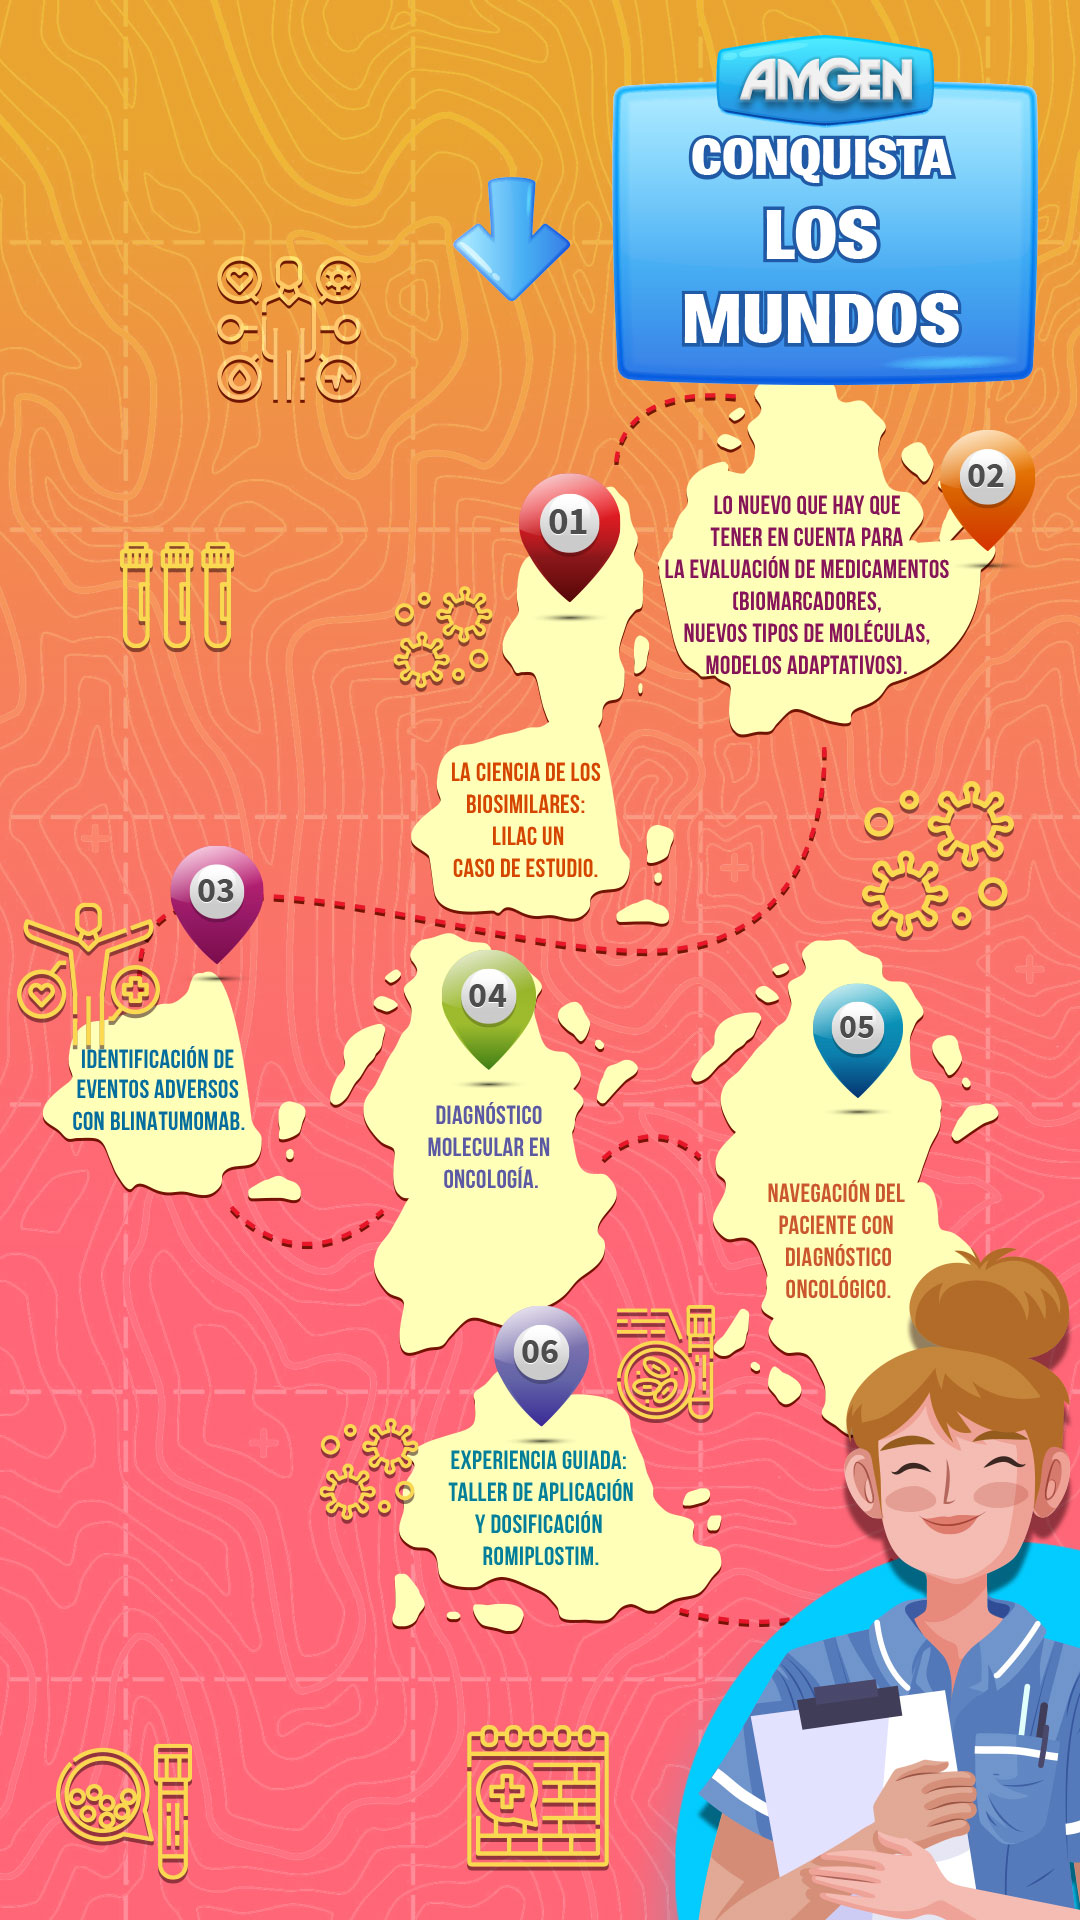 AMGEN
CONQUISTA
LOS
MUNDOS
01
LA CIENCIA DE LOS
BIOSIMILARES:
LILAC UN
CASO DE ESTUDIO.
02
LO NUEVO QUE HAY QUE
TENER EN CUENTA PARA
LA EVALUACIÓN DE MEDICAMENTOS
(BIOMARCADORES,
NUEVOS TIPOS DE MOLÉCULAS,
MODELOS ADAPTATIVOS).
03
IDENTIFICACIÓN DE
EVENTOS ADVERSOS
CON BLINATUMOMAB.
04
DIAGNÓSTICO
MOLECULAR EN
ONCOLOGÍA.
05
NAVEGACIÓN DEL
PACIENTE CON
DIAGNÓSTICO
ONCOLÓGICO.
06
EXPERIENCIA GUIADA:
TALLER DE APLICACIÓN
Y DOSIFICACIÓN
ROMIPLOSTIM.